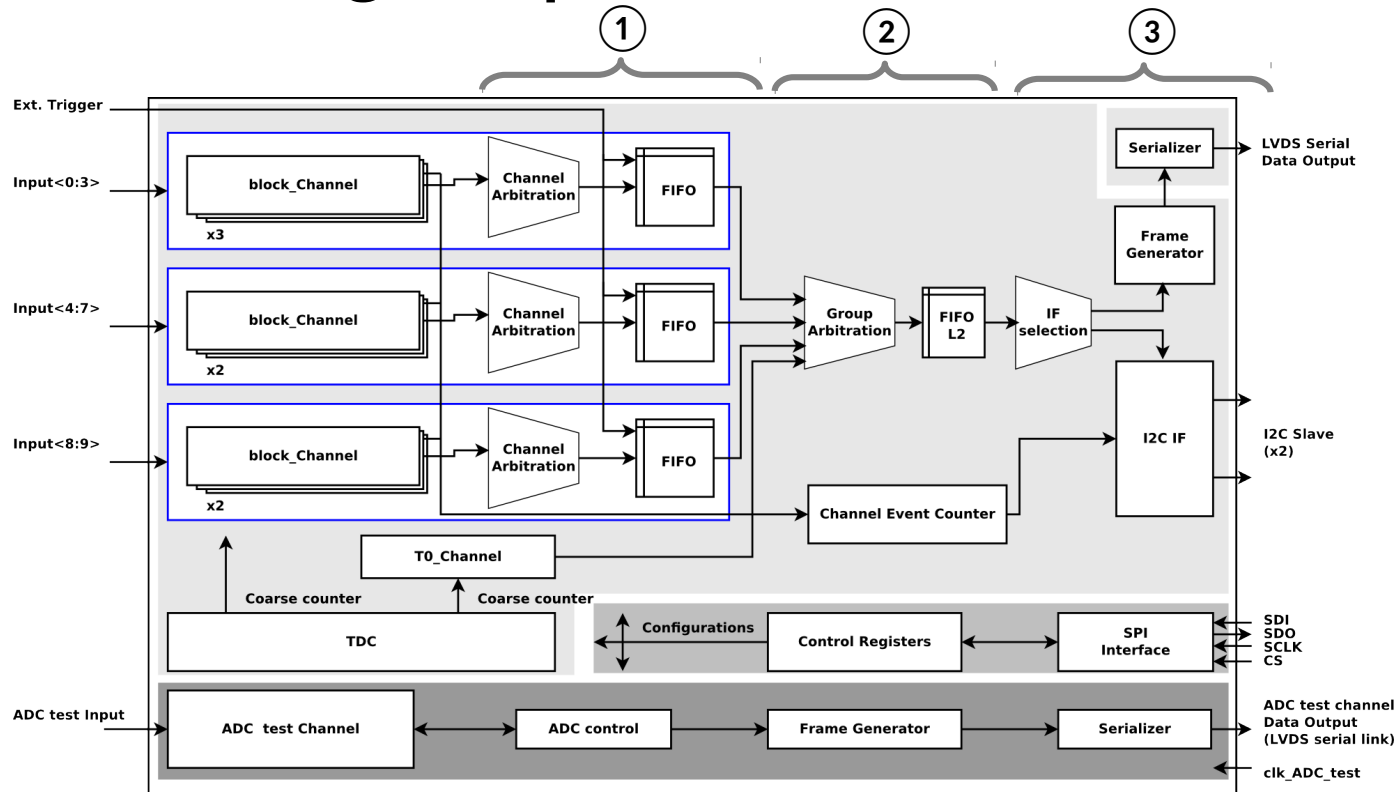 1
2
3
Ext. Trigger
Input<0:3>
block_Channel
x3
Channel
Arbitration
FIFO
Serializer
LVDS Serial
Data Output
Frame
Generator
Input<4:7>
block_Channel
x2
Channel
Arbitration
FIFO
Group
Arbitration
FIFO
L2
IF
selection
Input<8:9>
block_Channel
x2
Channel
Arbitration
FIFO
I2C IF
I2C Slave
(x2)
Channel Event Counter
T0_Channel
Coarse counter
Coarse counter
TDC
Configurations
Control Registers
SPI
Interface
SDI
SDO
SCLK
CS
ADC test Input
ADC test Channel
ADC control
Frame Generator
Serializer
ADC test channel
Data Output
(LVDS serial link)
clk_ADC_test